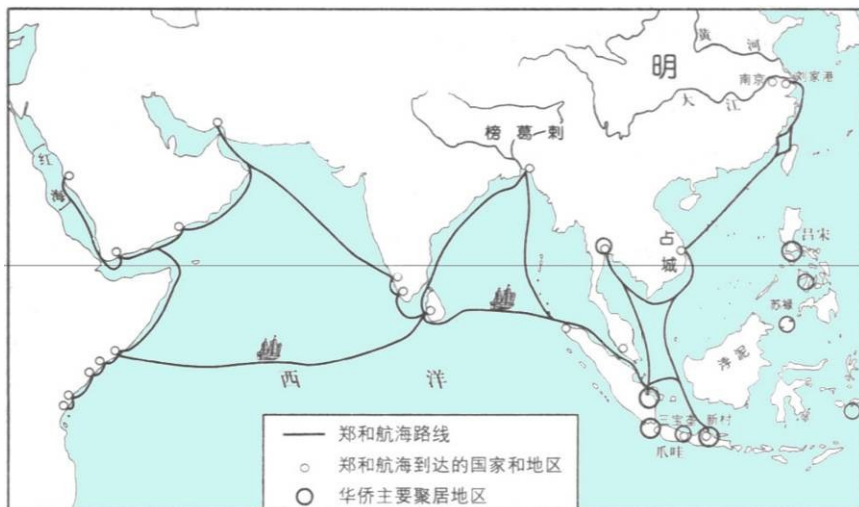 黄 河
明
南京
刘家港
大 江
榜葛剌
红
海
占
城
吕宋
苏禄
浡泥
西 洋
三宝垄 新村
爪哇
郑和航海路线
郑和航海到达的国家和地区
华侨主要聚居地区